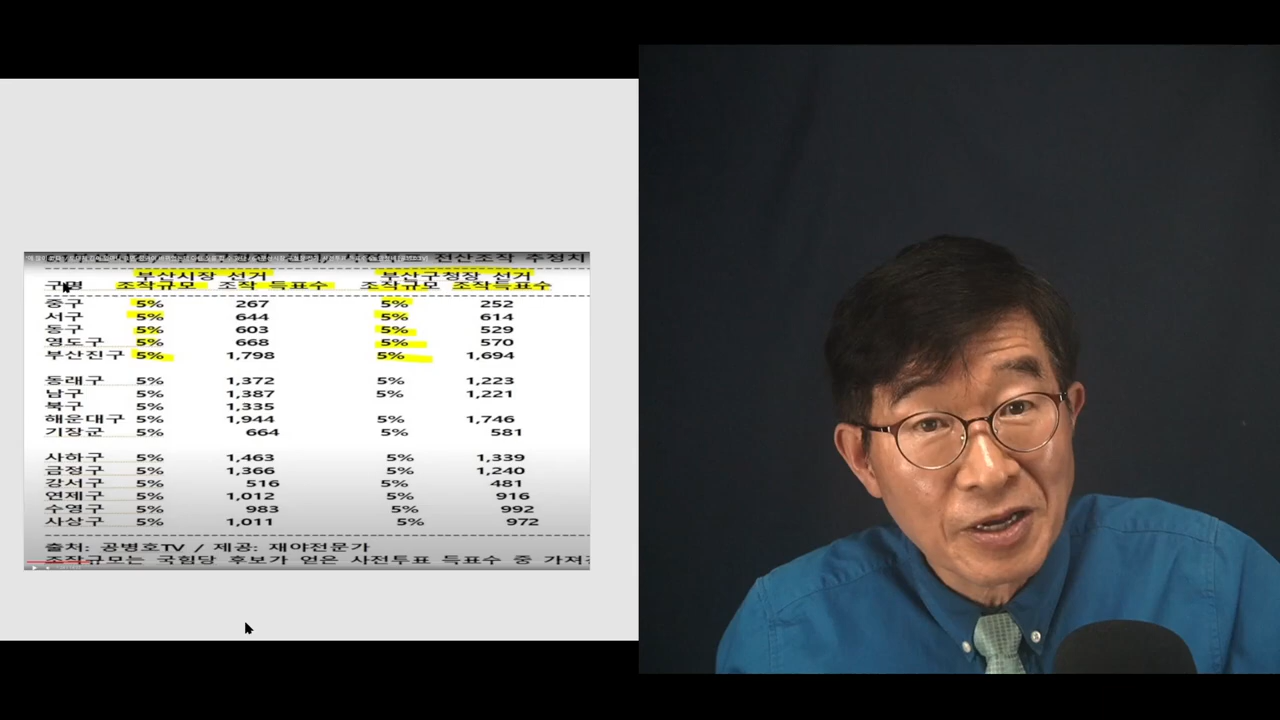 전산조작 추정치
부산시장 선거 부산구청장 선거
구명 조작규모 조작 득표수 조작규모 조작득표수
중구 5% 267 5% 252
서구 5% 644 5% 614
동구 5% 603 5% 529
영도구 5% 668 5% 570
부산진구 5% 1,798 5% 1,694
동래구 5% 1,372 5% 1,223
남구 5% 1,387 5% 1,221
북구 5% 1,335
해운대구 5% 1,944 5% 1,746
기장군 5% 664 5% 581
사하구 5% 1,463 5% 1,339
금정구 5% 1,366 5% 1,240
강서구 5% 516 5% 481
연제구 5% 1,012 5% 916
수영구 5% 983 5% 992
사상구 5% 1,011 5% 972
출처: 공병호TV / 제공: 재야전문가
조작규모는 국힘당 후보가 얻은 사전투표 득표수 중